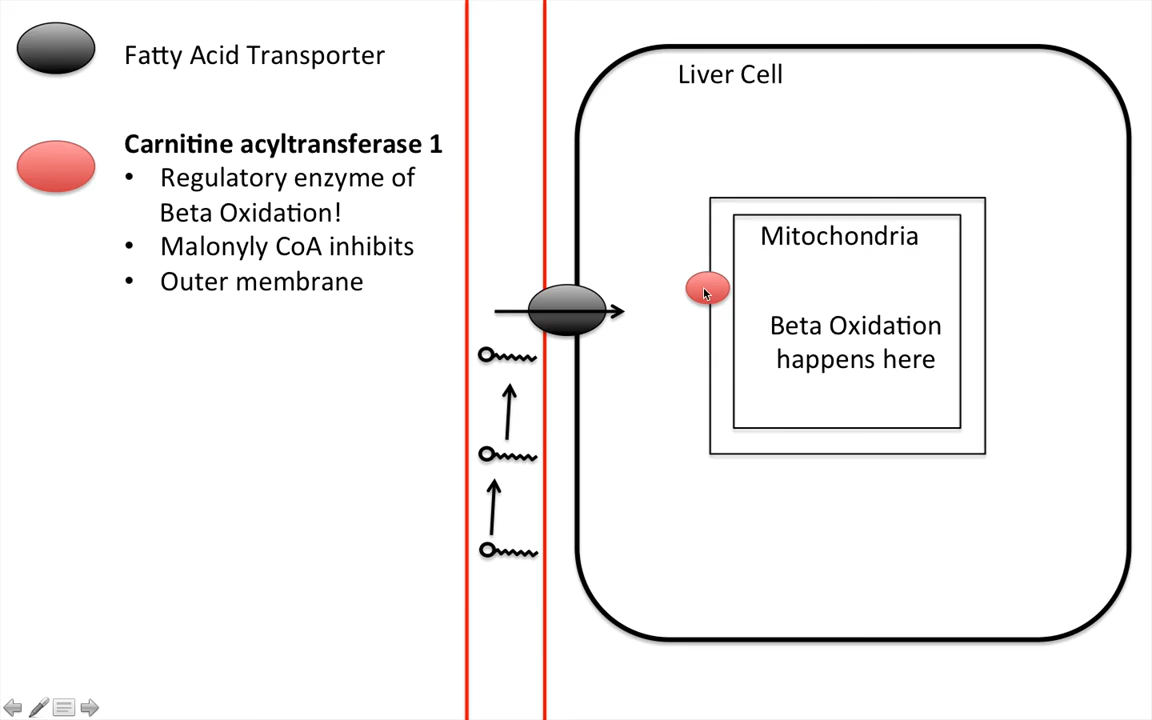 Fatty Acid Transporter
Carnitine acyltransferase 1
• Regulatory enzyme of
Beta Oxidation!
• Malonyly CoA inhibits
• Outer membrane
Liver Cell
Mitochondria
Beta Oxidation
happens here